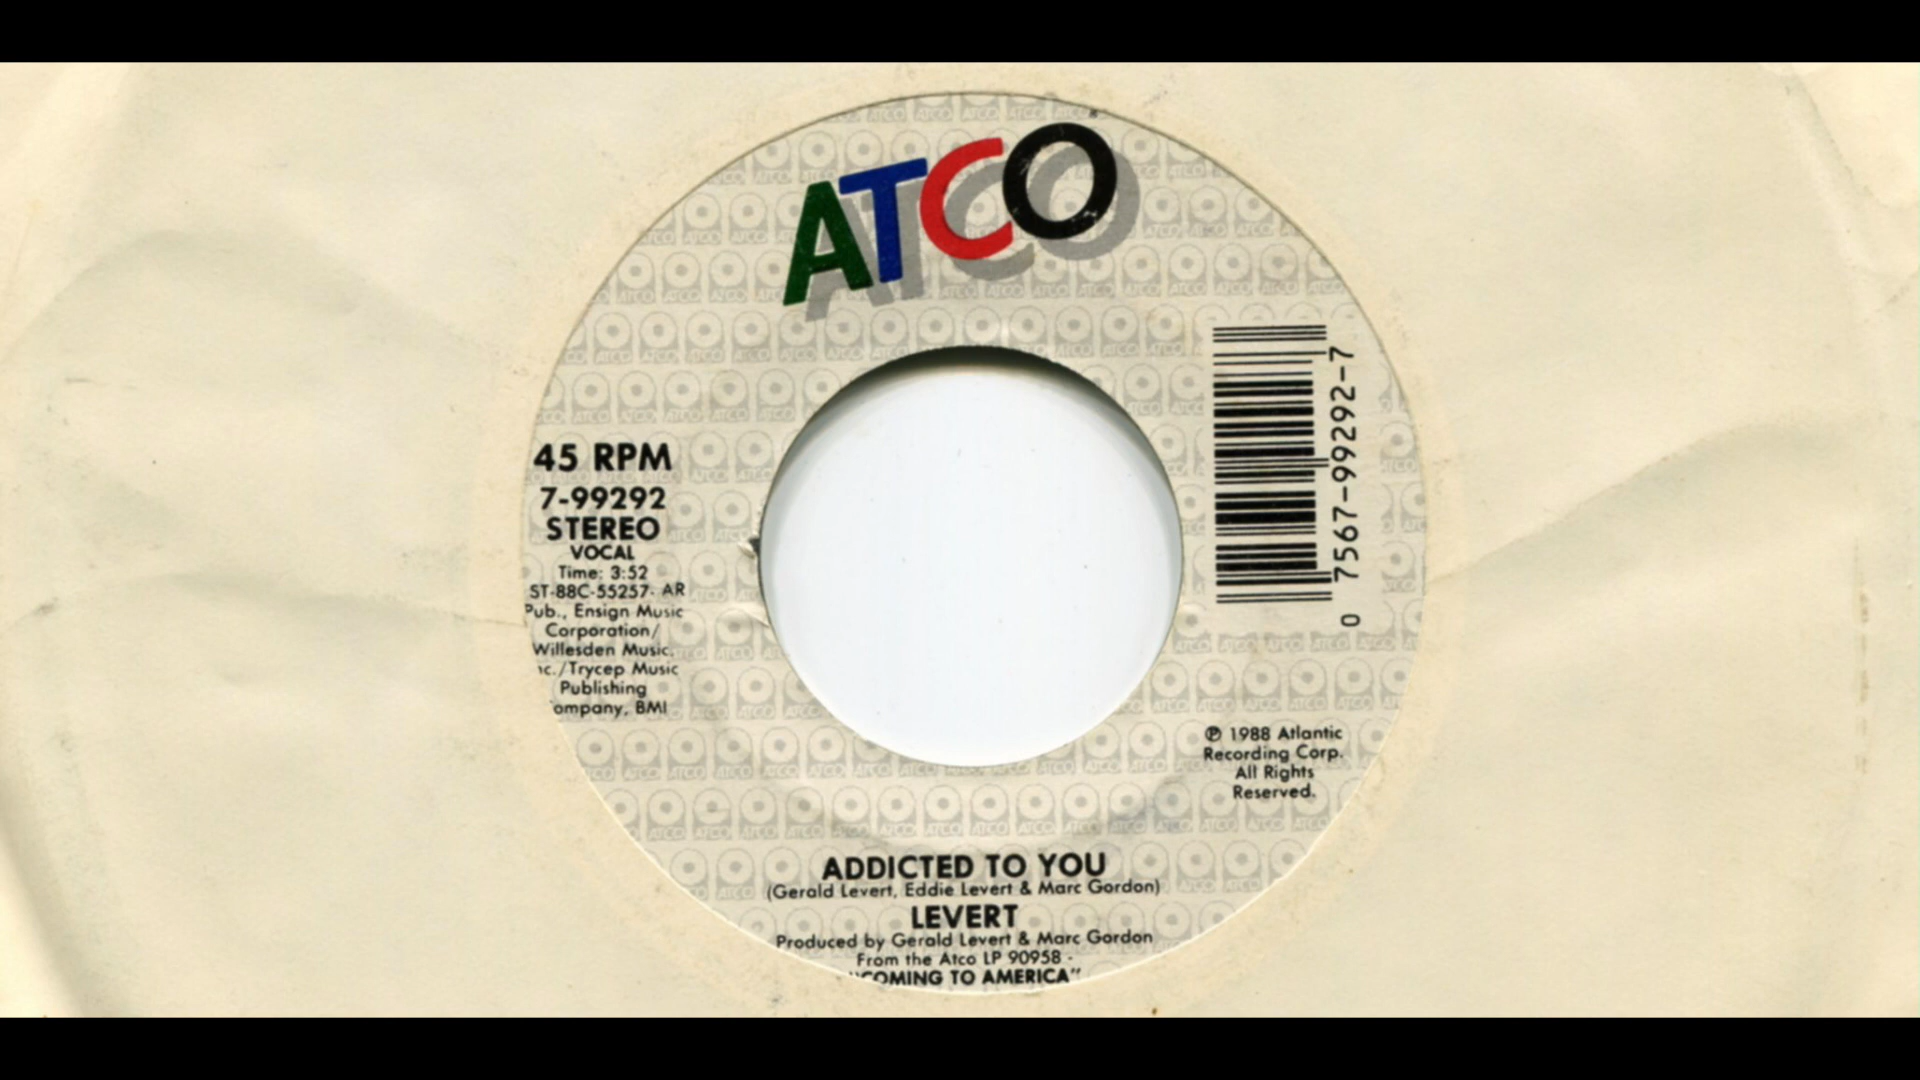 ATCO
45 RPM
7-99292
STEREO
VOCAL
Time: 3:52
ST-88C-55257- AR
Pub., Ensign Music
Corporation/
Willesden Music,
nc./Trycep Music
Publishing
ompany, BMI
0 7567-99292-7
℗ 1988 Atlantic
Recording Corp.
All Rights
Reserved.
ADDICTED TO YOU
(Gerald Levert, Eddie Levert & Marc Gordon)
LEVERT
Produced by Gerald Levert & Marc Gordon
From the Atco LP 90958 -
"COMING TO AMERICA"